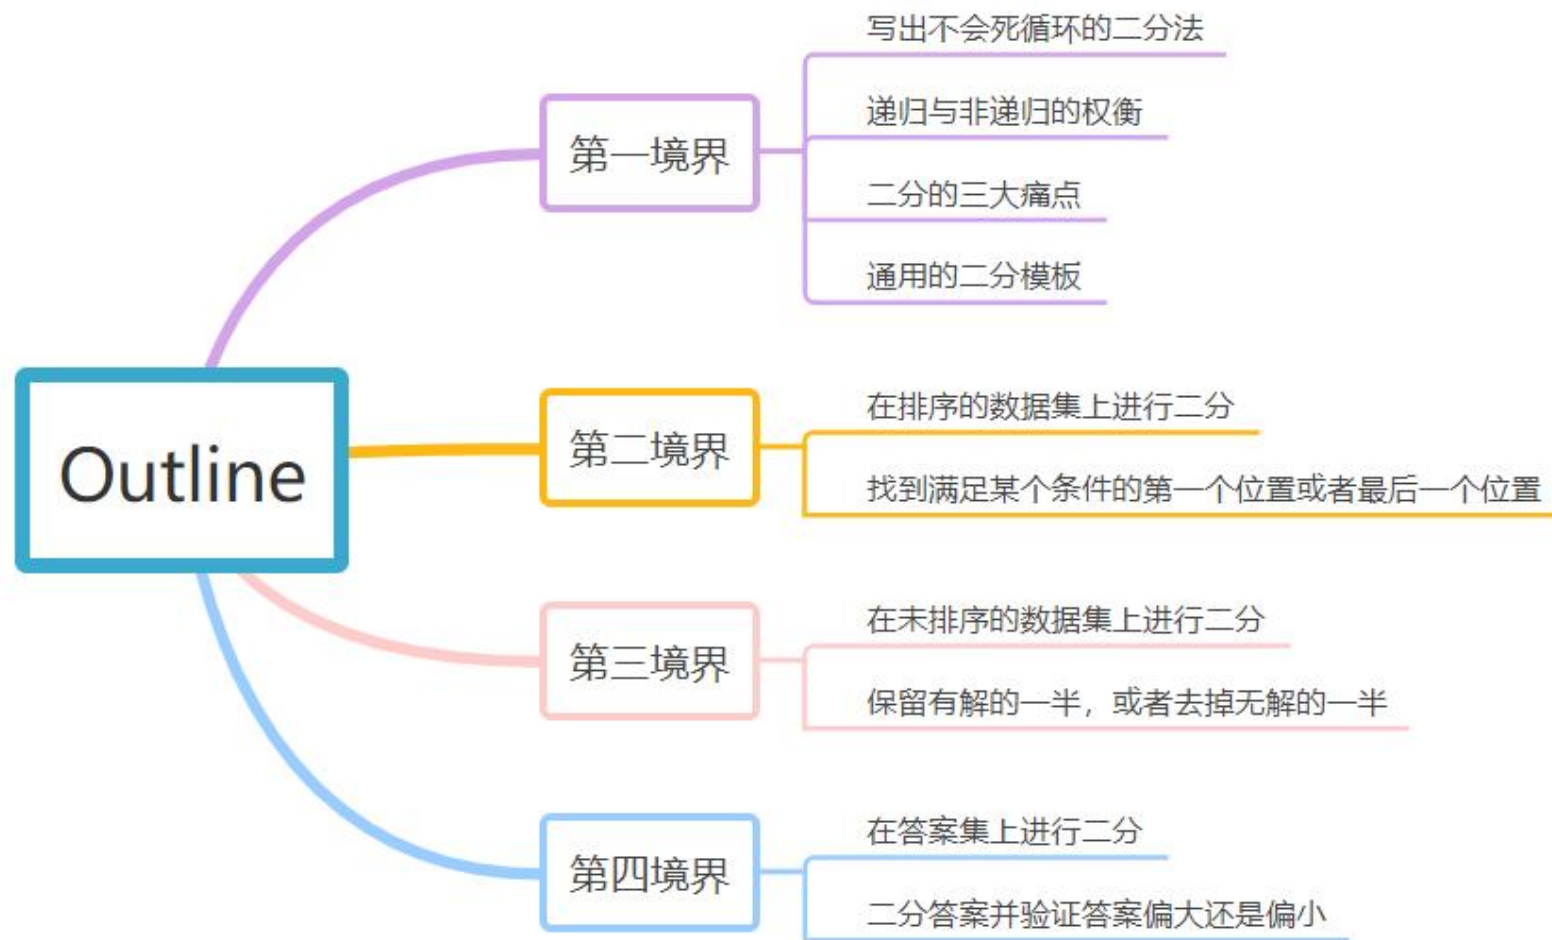 Outline
第一境界
写出不会死循环的二分法
递归与非递归的权衡
二分的三大痛点
通用的二分模板
第二境界
在排序的数据集上进行二分
找到满足某个条件的第一个位置或者最后一个位置
第三境界
在未排序的数据集上进行二分
保留有解的一半，或者去掉无解的一半
第四境界
在答案集上进行二分
二分答案并验证答案偏大还是偏小